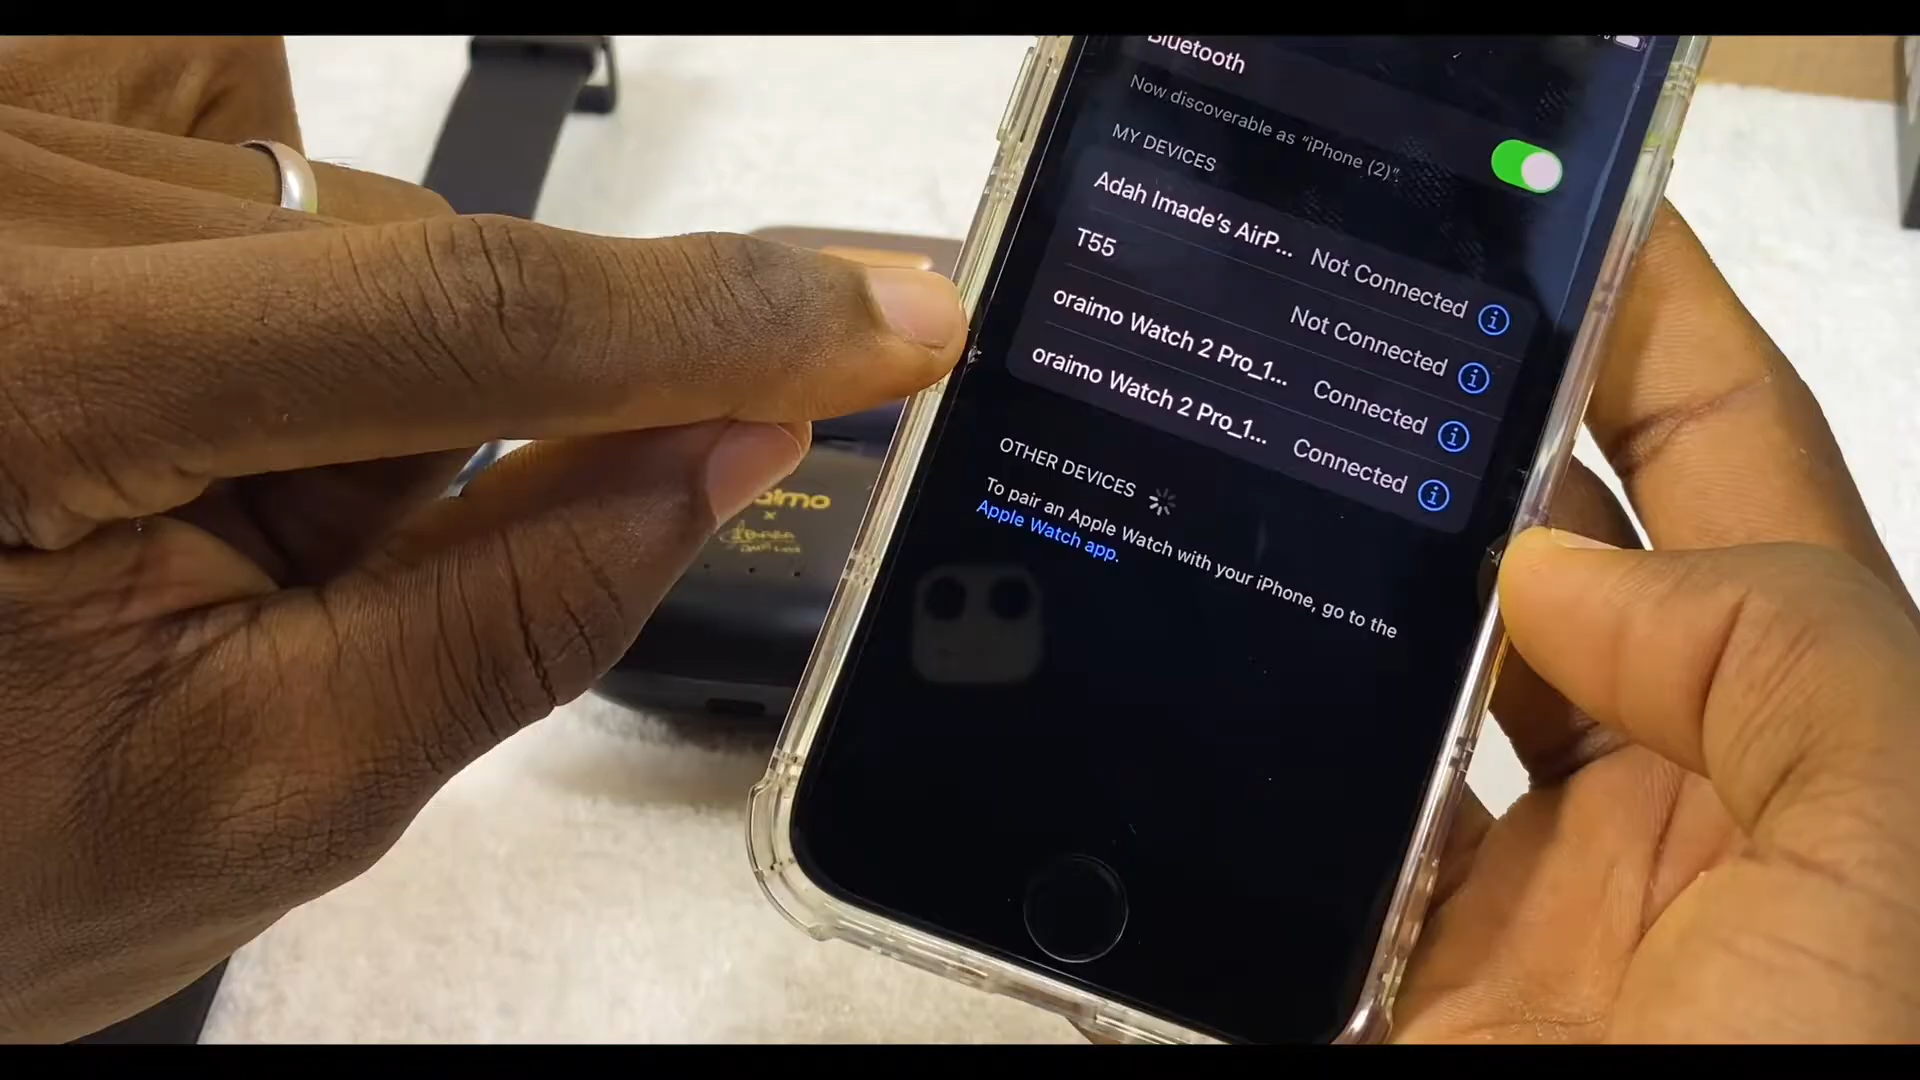 Bluetooth
Now discoverable as “iPhone (2)”.
MY DEVICES
Adah Imade’s AirP... Not Connected
T55 Not Connected
oraimo Watch 2 Pro_1... Connected
oraimo Watch 2 Pro_1... Connected
OTHER DEVICES
To pair an Apple Watch with your iPhone, go to the
Apple Watch app.
aimo
x